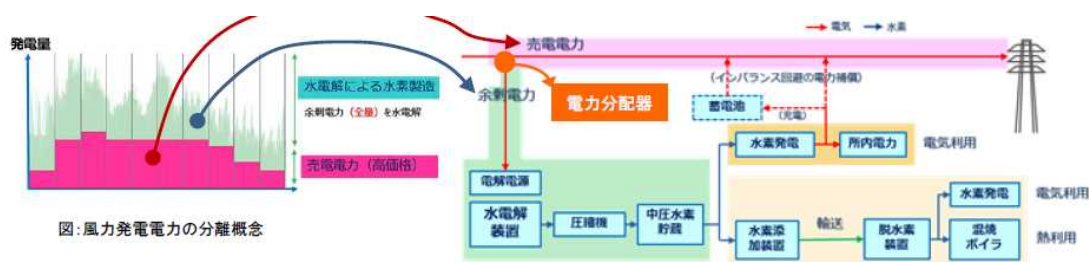 発電量
水電解による水素製造
余剰電力（全量）を水電解
売電電力（高価格）
図：風力発電電力の分離概念
電気
水素
売電電力
余剰電力
電力分配器
（インバランス回避の電力補償）
蓄電池
（充電）
水素発電
所内電力
電気利用
電解電源
水電解
装置
圧縮機
中圧水素
貯蔵
水素添
加装置
輸送
脱水素
装置
水素発電
電気利用
混焼
ボイラ
熱利用